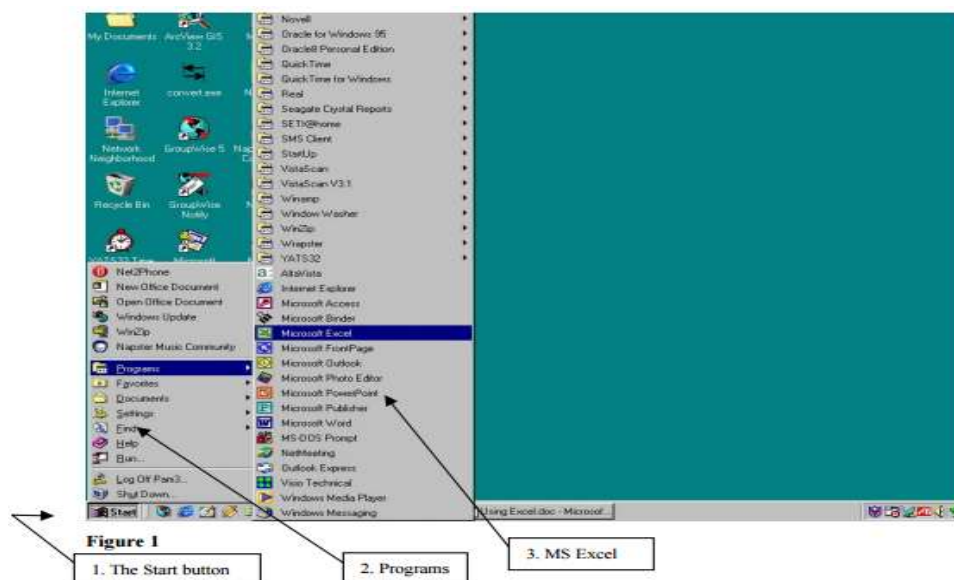 My Documents
ArcView GIS
3.2
Internet
Explorer
convert.exe
Network
Neighborhood
GroupWise 5
Recycle Bin
GroupWise
Notify
Net2Phone
New Office Document
Open Office Document
Windows Update
WinZip
Napster Music Community
Programs
Favorites
Documents
Settings
Find
Help
Run...
Log Off Pam3...
Shut Down...
Start
Novell
Oracle for Windows 95
Oracle8 Personal Edition
QuickTime
QuickTime for Windows
Real
Seagate Crystal Reports
SETI@home
SMS Client
StartUp
VistaScan
VistaScan V3.1
Winamp
Window Washer
WinZip
Wrapster
YATS32
AltaVista
Internet Explorer
Microsoft Access
Microsoft Binder
Microsoft Excel
Microsoft FrontPage
Microsoft Outlook
Microsoft Photo Editor
Microsoft PowerPoint
Microsoft Publisher
Microsoft Word
MS-DOS Prompt
NetMeeting
Outlook Express
Visio Technical
Windows Media Player
Windows Messaging
Using Excel.doc - Microsof...
Figure 1
1. The Start button
2. Programs
3. MS Excel